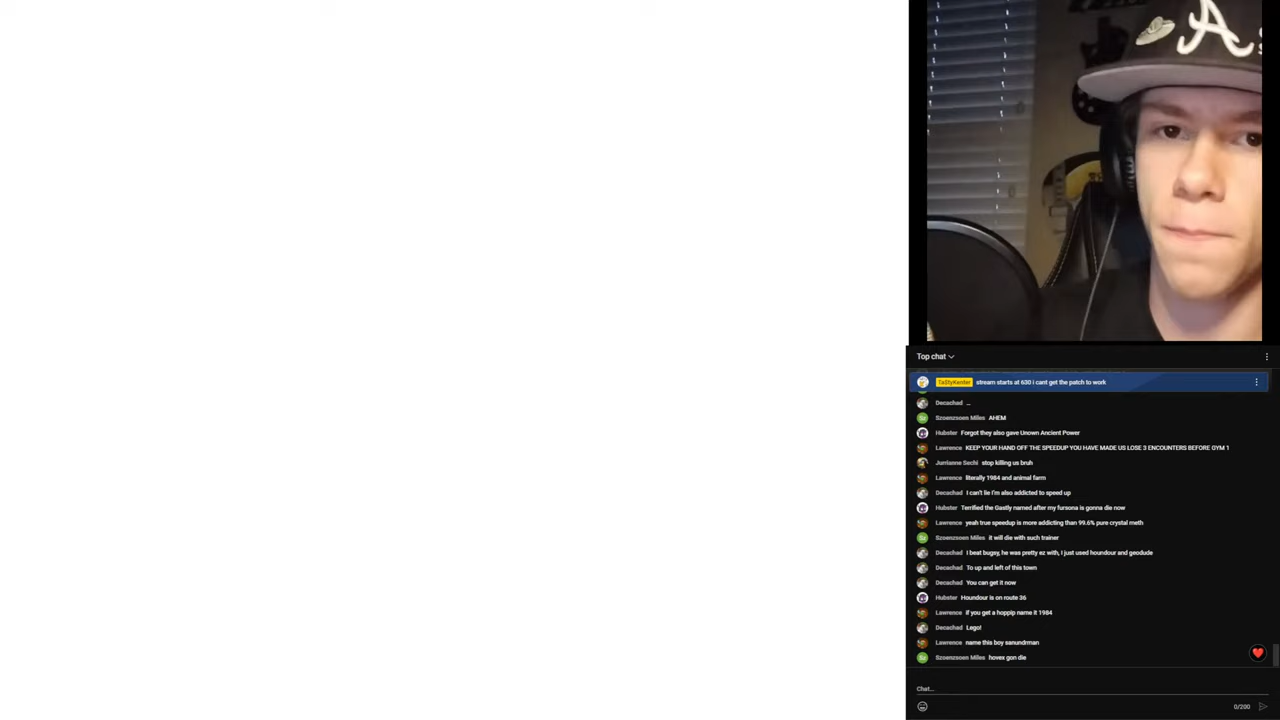 A
Top chat
TaStyKenter stream starts at 630 i cant get the patch to work
Decachad ...
Szoenzsoen Miles AHEM
Hubster Forgot they also gave Unown Ancient Power
Lawrence KEEP YOUR HAND OFF THE SPEEDUP YOU HAVE MADE US LOSE 3 ENCOUNTERS BEFORE GYM 1
Jurrianne Sechi stop killing us bruh
Lawrence literally 1984 and animal farm
Decachad I can't lie I'm also addicted to speed up
Hubster Terrified the Gastly named after my fursona is gonna die now
Lawrence yeah true speedup is more addicting than 99.6% pure crystal meth
Szoenzsoen Miles it will die with such trainer
Decachad I beat bugsy, he was pretty ez with, I just used houndour and geodude
Decachad To up and left of this town
Decachad You can get it now
Hubster Houndour is on route 36
Lawrence if you get a hoppip name it 1984
Decachad Lego!
Lawrence name this boy sanundrman
Szoenzsoen Miles hovex gon die
Chat...
0/200